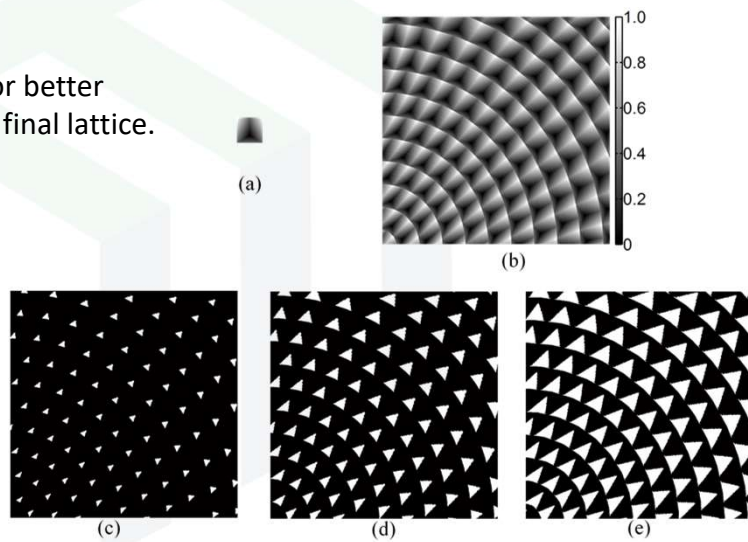 or better
final lattice.
(a)
1.0
0.8
0.6
0.4
0.2
0
(b)
(c)
(d)
(e)